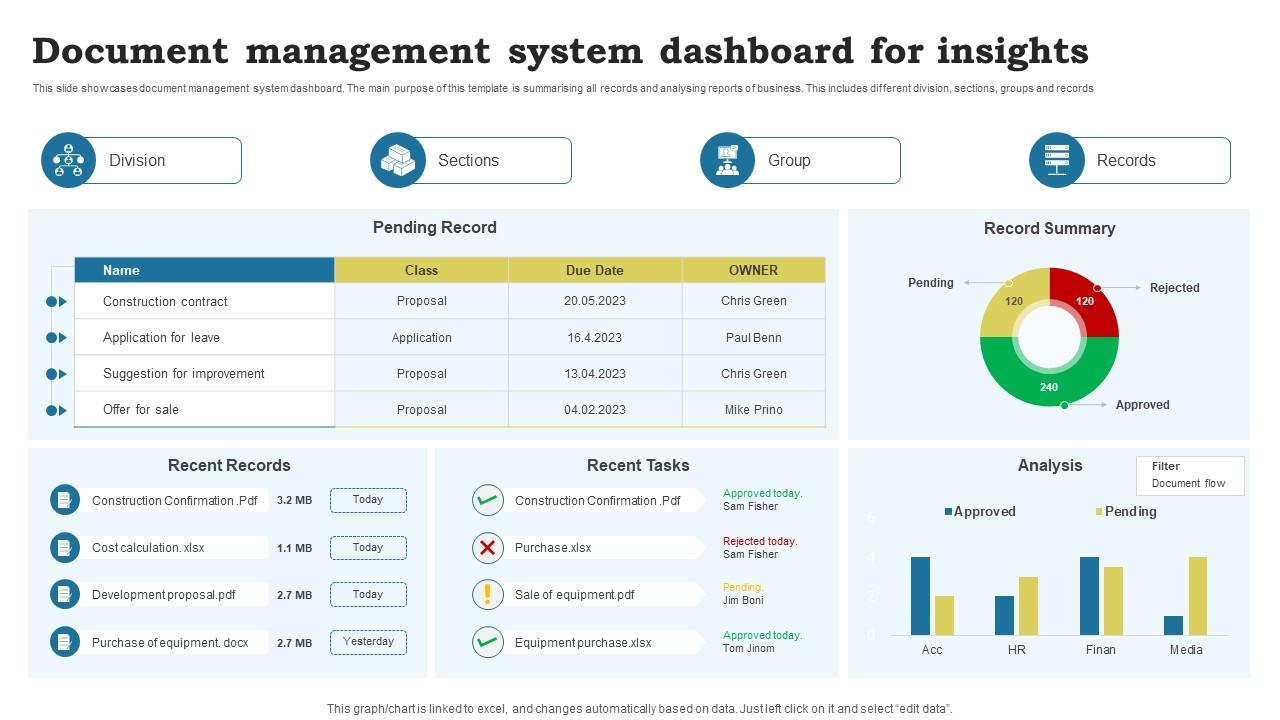 Document management system dashboard for insights
This slide showcases document management system dashboard. The main purpose of this template is summarising all records and analysing reports of business. This includes different division, sections, groups and records
Division
Sections
Group
Records
Pending Record
Name Class Due Date OWNER
Construction contract Proposal 20.05.2023 Chris Green
Application for leave Application 16.4.2023 Paul Benn
Suggestion for improvement Proposal 13.04.2023 Chris Green
Offer for sale Proposal 04.02.2023 Mike Prino
Record Summary
Pending
Rejected
120
120
240
Approved
Recent Records
Construction Confirmation .Pdf 3.2 MB Today
Cost calculation. xlsx 1.1 MB Today
Development proposal.pdf 2.7 MB Today
Purchase of equipment. docx 2.7 MB Yesterday
Recent Tasks
Construction Confirmation .Pdf
Approved today.
Sam Fisher
Purchase.xlsx
Rejected today.
Sam Fisher
Sale of equipment.pdf
Pending.
Jim Boni
Equipment purchase.xlsx
Approved today.
Tom Jinom
Analysis
Filter
Document flow
Approved
Pending
6
4
2
0
Acc HR Finan Media
This graph/chart is linked to excel, and changes automatically based on data. Just left click on it and select “edit data”.